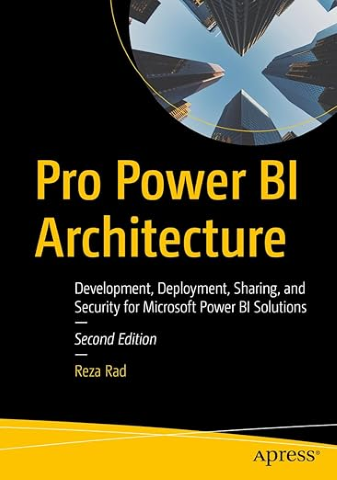 Pro Power BI
Architecture
Development, Deployment, Sharing, and
Security for Microsoft Power BI Solutions
—
Second Edition
—
Reza Rad
Apress®